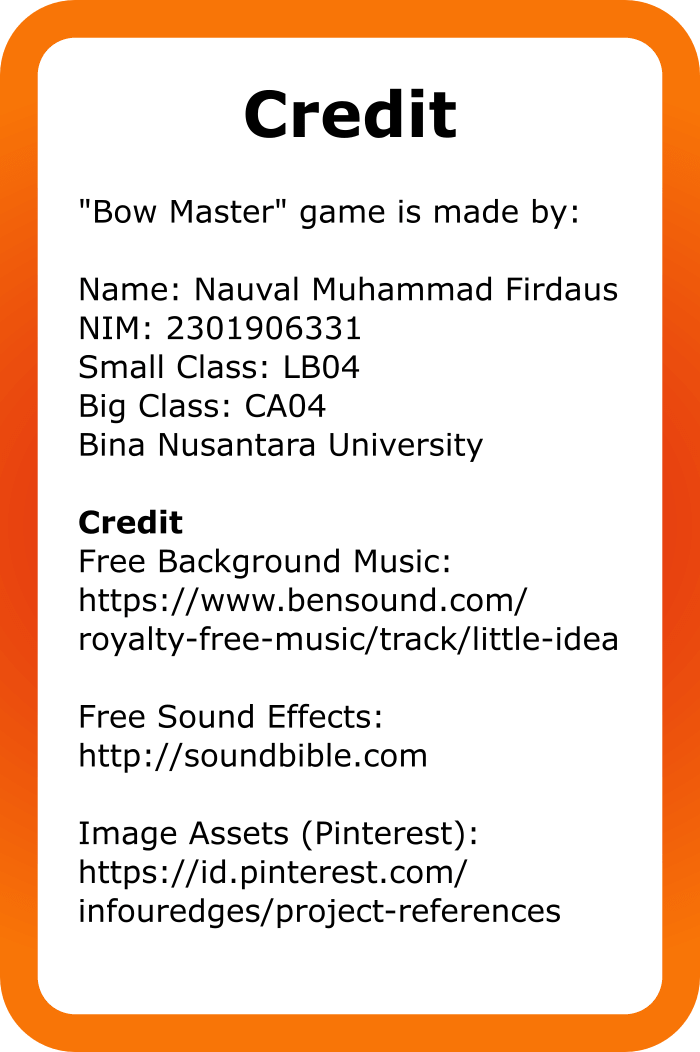 Credit
"Bow Master" game is made by:
Name: Nauval Muhammad Firdaus
NIM: 2301906331
Small Class: LB04
Big Class: CA04
Bina Nusantara University
Credit
Free Background Music:
https://www.bensound.com/
royalty-free-music/track/little-idea
Free Sound Effects:
http://soundbible.com
Image Assets (Pinterest):
https://id.pinterest.com/
infouredges/project-references